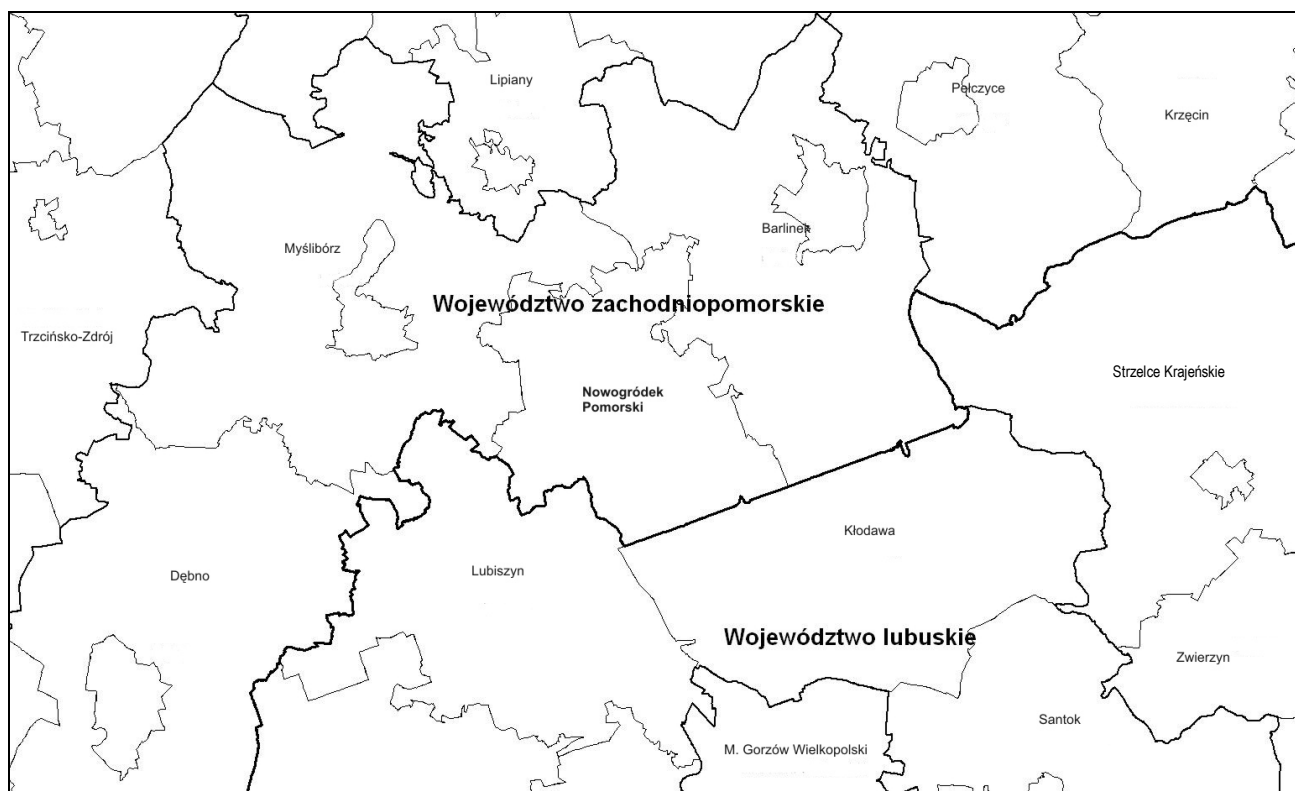 Lipiany
Pełczyce
Krzęcin
Barlinek
Myślibórz
Województwo zachodniopomorskie
Trzcińsko-Zdrój
Strzelce Krajeńskie
Nowogródek
Pomorski
Kłodawa
Lubiszyn
Dębno
Województwo lubuskie
Zwierzyn
Santok
M. Gorzów Wielkopolski